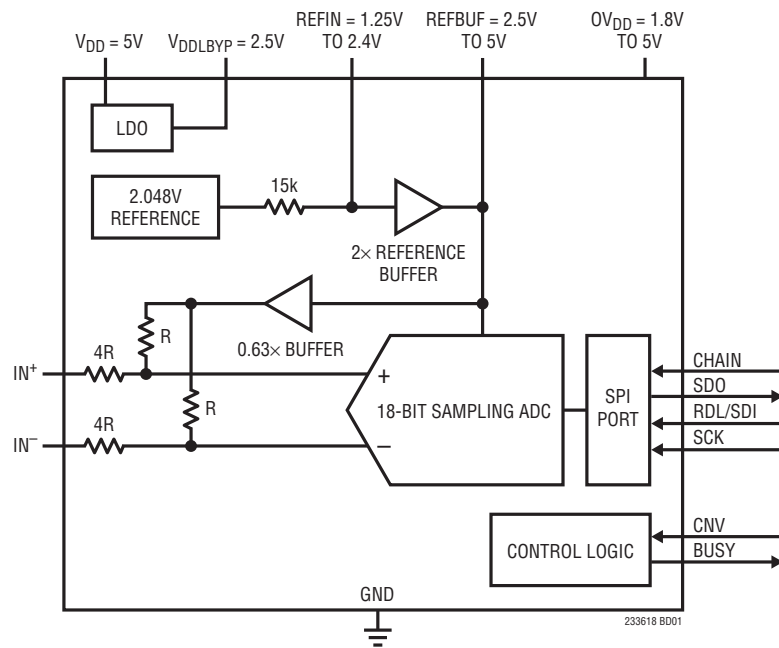 REFIN = 1.25V
TO 2.4V
REFBUF = 2.5V
TO 5V
OVDD = 1.8V
TO 5V
VDD = 5V
VDDLBYP = 2.5V
LDO
2.048V
REFERENCE
15k
2× REFERENCE
BUFFER
R
0.63× BUFFER
4R
IN+
R
4R
IN−
+
−
18-BIT SAMPLING ADC
SPI
PORT
CHAIN
SDO
RDL/SDI
SCK
CONTROL LOGIC
CNV
BUSY
GND
233618 BD01